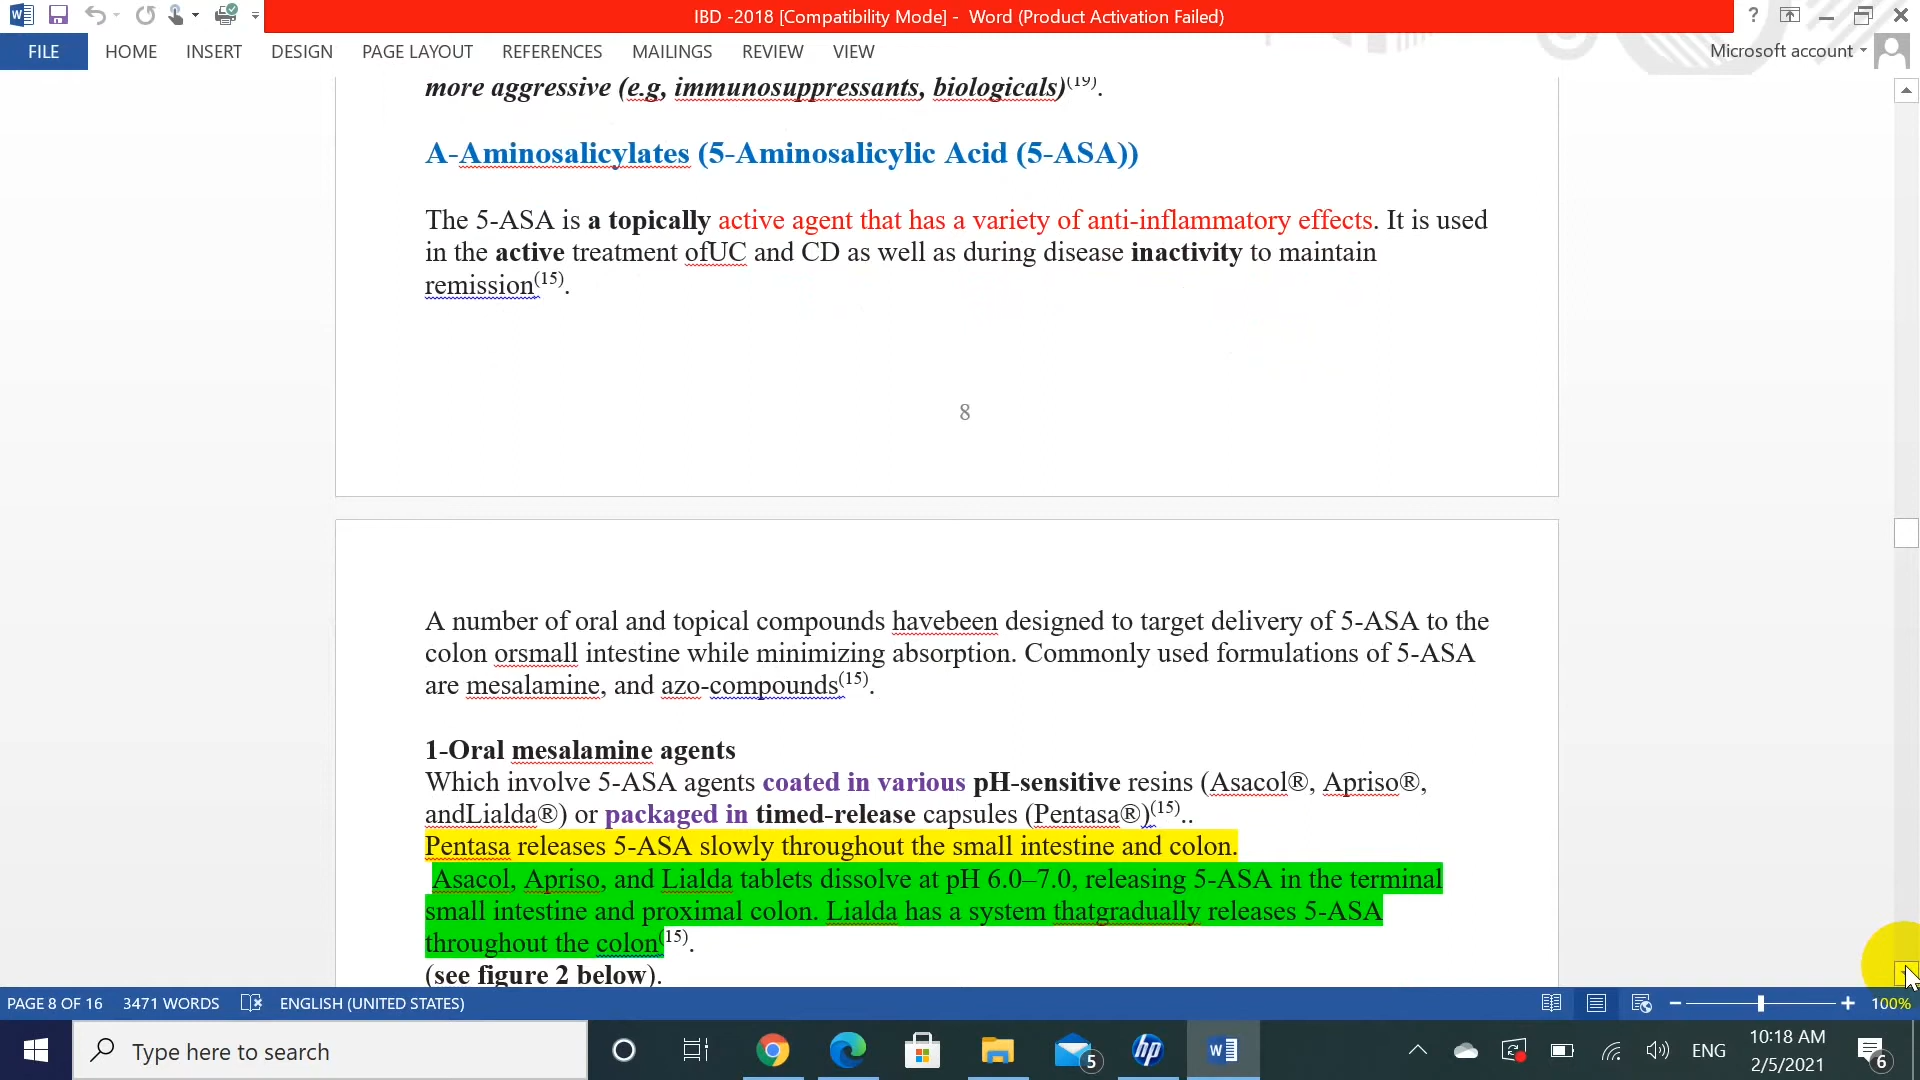 IBD -2018 [Compatibility Mode] - Word (Product Activation Failed)
?
FILE HOME INSERT DESIGN PAGE LAYOUT REFERENCES MAILINGS REVIEW VIEW Microsoft account
more aggressive (e.g, immunosuppressants, biologicals)(19).
A-Aminosalicylates (5-Aminosalicylic Acid (5-ASA))
The 5-ASA is a topically active agent that has a variety of anti-inflammatory effects. It is used
in the active treatment ofUC and CD as well as during disease inactivity to maintain
remission(15).
8
A number of oral and topical compounds havebeen designed to target delivery of 5-ASA to the
colon orsmall intestine while minimizing absorption. Commonly used formulations of 5-ASA
are mesalamine, and azo-compounds(15).
1-Oral mesalamine agents
Which involve 5-ASA agents coated in various pH-sensitive resins (Asacol®, Apriso®,
andLialda®) or packaged in timed-release capsules (Pentasa®)(15)..
Pentasa releases 5-ASA slowly throughout the small intestine and colon.
Asacol, Apriso, and Lialda tablets dissolve at pH 6.0–7.0, releasing 5-ASA in the terminal
small intestine and proximal colon. Lialda has a system thatgradually releases 5-ASA
throughout the colon(15).
(see figure 2 below).
PAGE 8 OF 16 3471 WORDS ENGLISH (UNITED STATES) 100%
Type here to search
5
hp
ENG
10:18 AM
2/5/2021
6